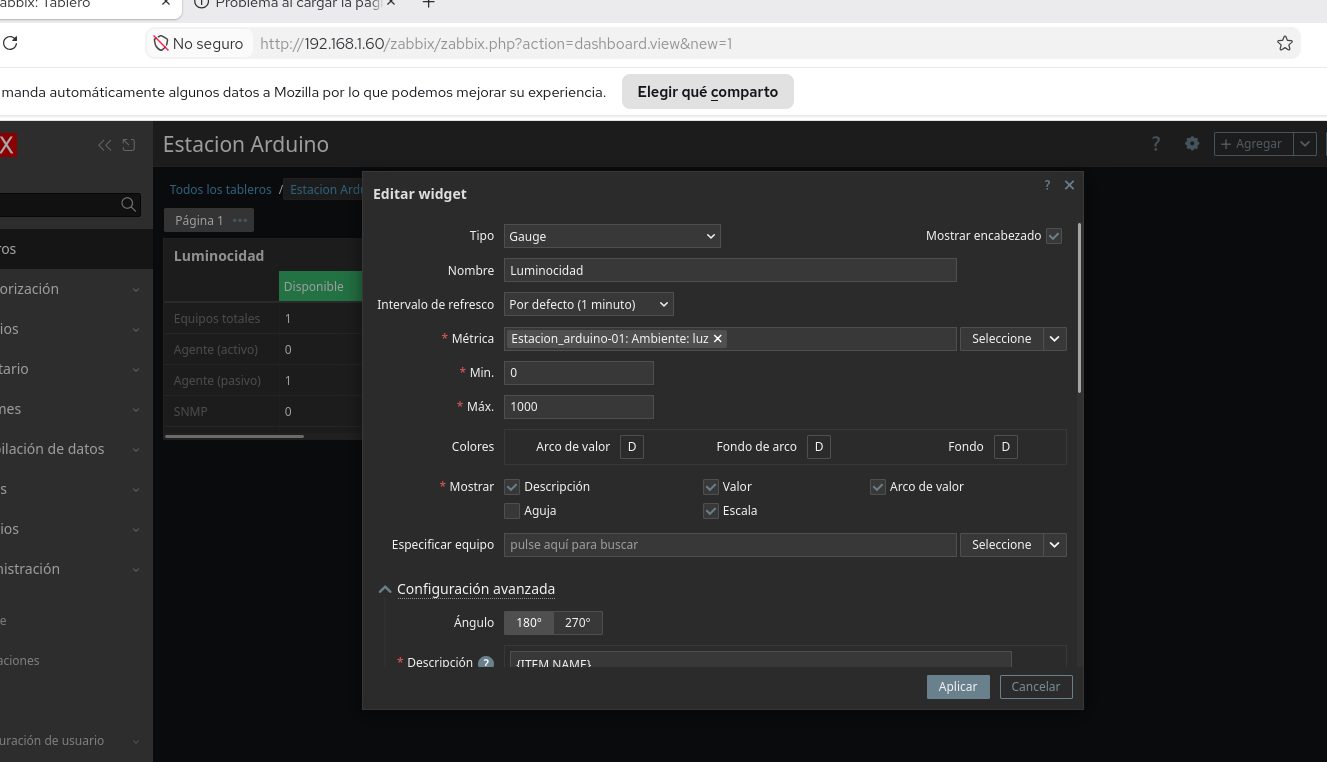 abbix: Tablero
Problema al cargar la pági
No seguro http://192.168.1.60/zabbix/zabbix.php?action=dashboard.view&new=1
manda automáticamente algunos datos a Mozilla por lo que podemos mejorar su experiencia. Elegir qué comparto
X
Estacion Arduino
? + Agregar
Todos los tableros / Estacion Ardu
Página 1 •••
Luminocidad
Disponible
Equipos totales 1
Agente (activo) 0
Agente (pasivo) 1
SNMP 0
ros
orización
ios
tario
mes
ilación de datos
s
ios
nistración
e
aciones
uración de usuario
Editar widget ?
Tipo Gauge Mostrar encabezado
Nombre Luminocidad
Intervalo de refresco Por defecto (1 minuto)
* Métrica Estacion_arduino-01: Ambiente: luz Seleccione
* Min. 0
* Máx. 1000
Colores Arco de valor D Fondo de arco D Fondo D
* Mostrar Descripción Valor Arco de valor
Aguja Escala
Especificar equipo pulse aquí para buscar Seleccione
Configuración avanzada
Ángulo 180° 270°
* Descripción ? {ITEM.NAME}
Aplicar Cancelar